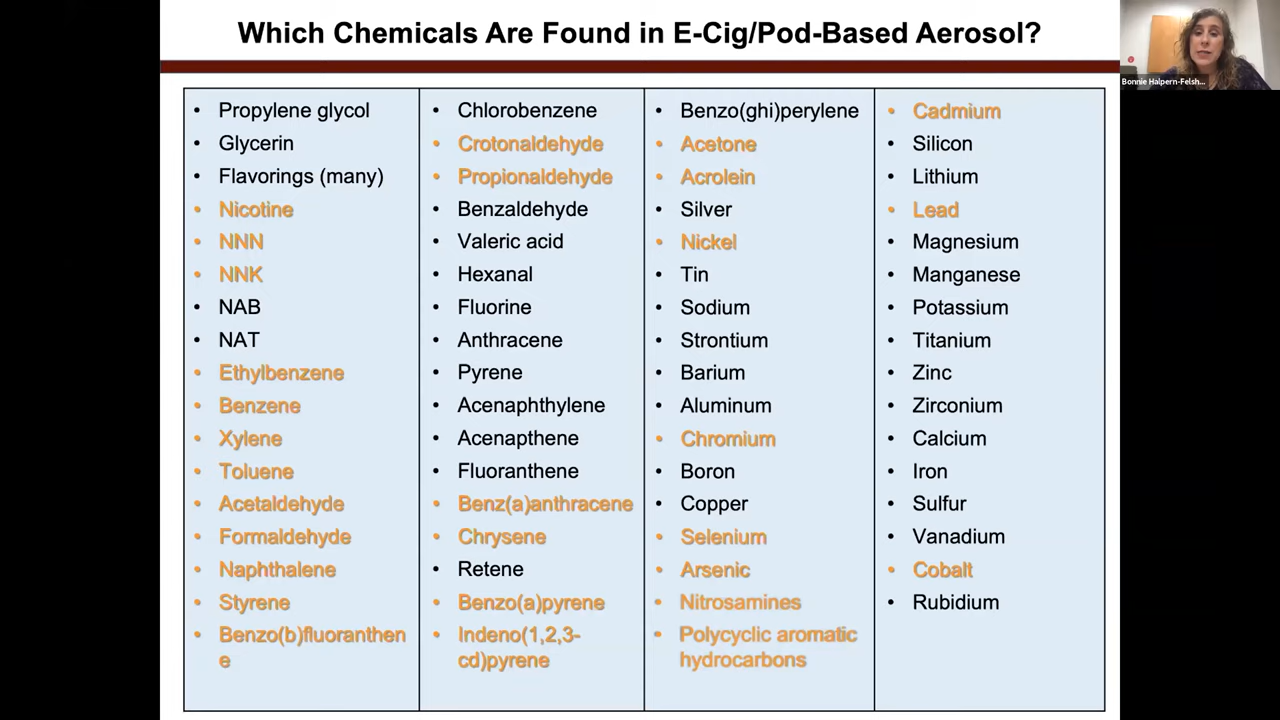 Which Chemicals Are Found in E-Cig/Pod-Based Aerosol?
Bonnie Halpern-Felsh...
• Propylene glycol
• Glycerin
• Flavorings (many)
• Nicotine
• NNN
• NNK
• NAB
• NAT
• Ethylbenzene
• Benzene
• Xylene
• Toluene
• Acetaldehyde
• Formaldehyde
• Naphthalene
• Styrene
• Benzo(b)fluoranthen
e
• Chlorobenzene
• Crotonaldehyde
• Propionaldehyde
• Benzaldehyde
• Valeric acid
• Hexanal
• Fluorine
• Anthracene
• Pyrene
• Acenaphthylene
• Acenapthene
• Fluoranthene
• Benz(a)anthracene
• Chrysene
• Retene
• Benzo(a)pyrene
• Indeno(1,2,3-
cd)pyrene
• Benzo(ghi)perylene
• Acetone
• Acrolein
• Silver
• Nickel
• Tin
• Sodium
• Strontium
• Barium
• Aluminum
• Chromium
• Boron
• Copper
• Selenium
• Arsenic
• Nitrosamines
• Polycyclic aromatic
hydrocarbons
• Cadmium
• Silicon
• Lithium
• Lead
• Magnesium
• Manganese
• Potassium
• Titanium
• Zinc
• Zirconium
• Calcium
• Iron
• Sulfur
• Vanadium
• Cobalt
• Rubidium